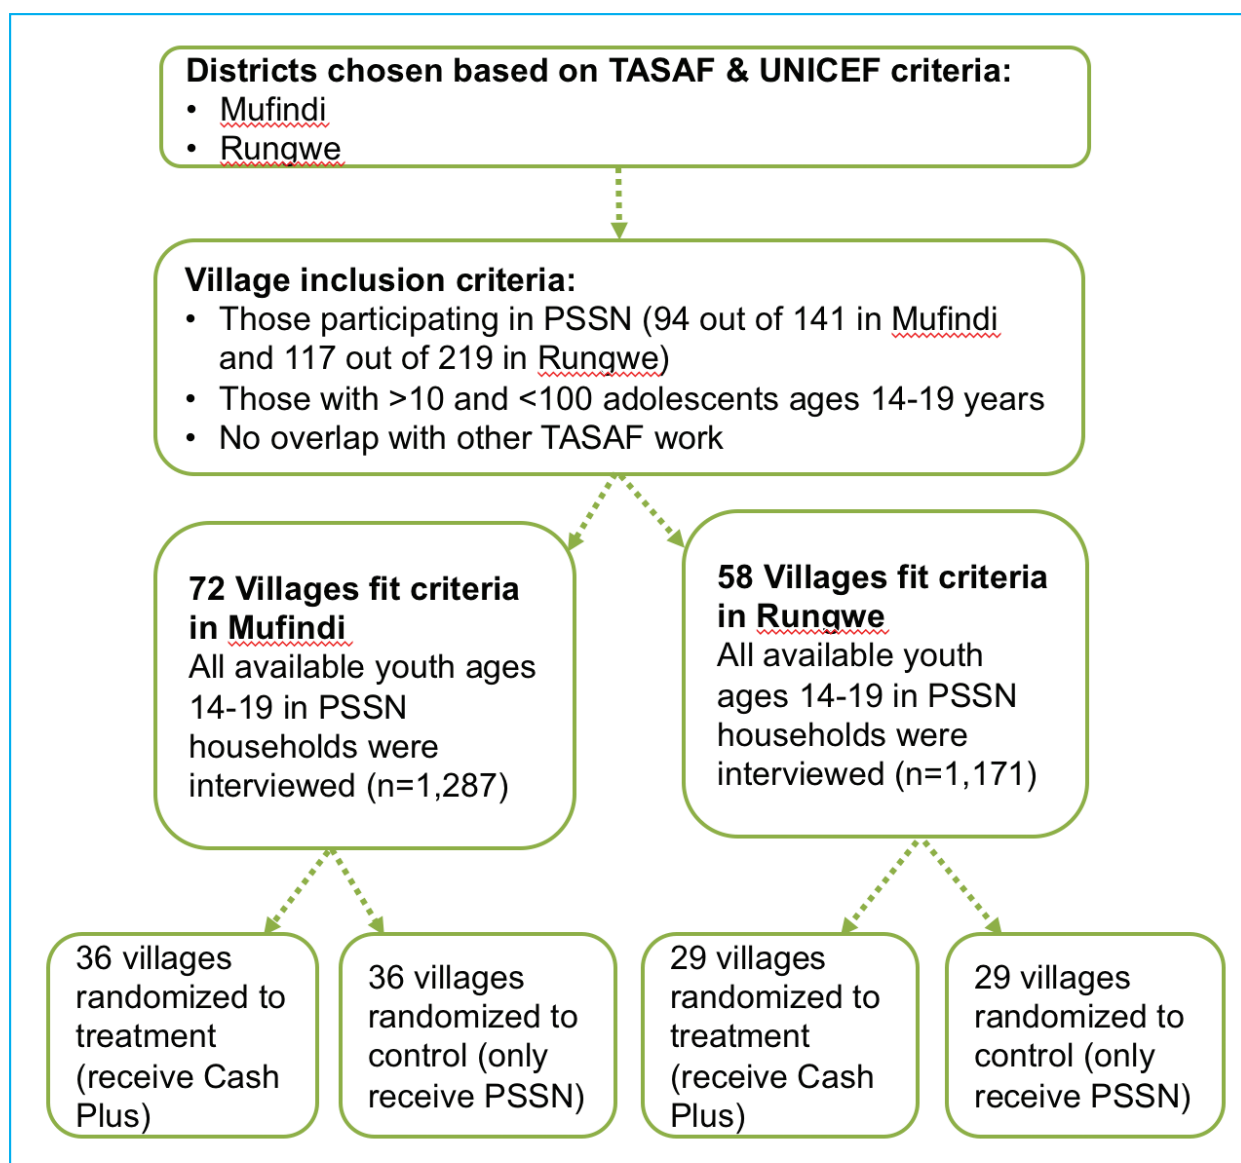 Districts chosen based on TASAF & UNICEF criteria:
• Mufindi
• Rungwe
Village inclusion criteria:
• Those participating in PSSN (94 out of 141 in Mufindi
and 117 out of 219 in Rungwe)
• Those with >10 and <100 adolescents ages 14-19 years
• No overlap with other TASAF work
72 Villages fit criteria
in Mufindi
All available youth ages
14-19 in PSSN
households were
interviewed (n=1,287)
58 Villages fit criteria
in Rungwe
All available youth
ages 14-19 in PSSN
households were
interviewed (n=1,171)
36 villages
randomized to
treatment
(receive Cash
Plus)
36 villages
randomized to
control (only
receive PSSN)
29 villages
randomized to
treatment
(receive Cash
Plus)
29 villages
randomized to
control (only
receive PSSN)